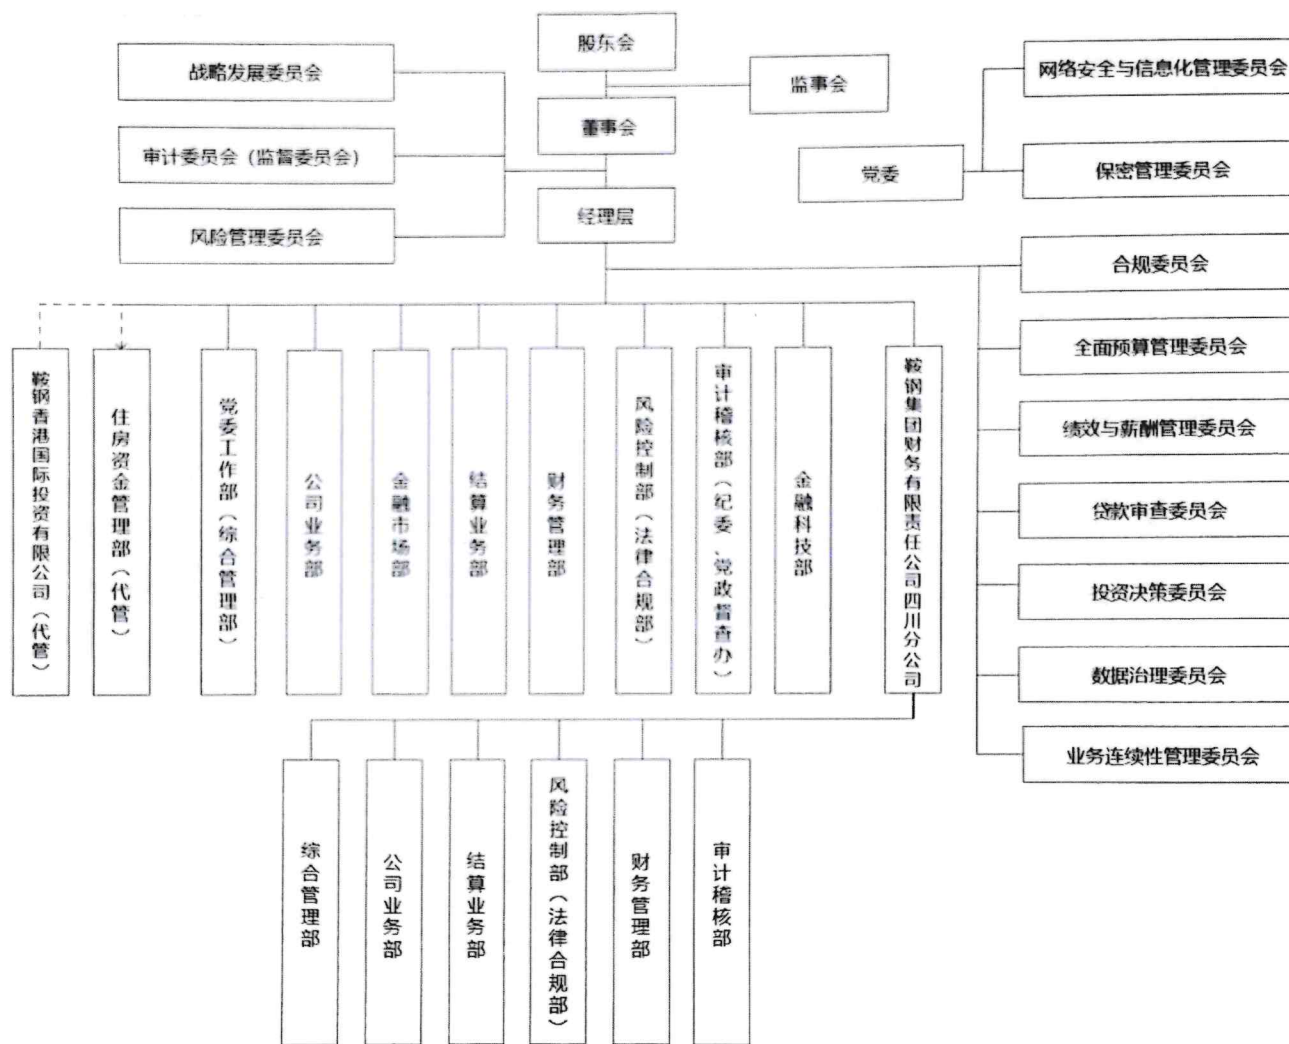 股东会
战略发展委员会
监事会
网络安全与信息化管理委员会
董事会
审计委员会（监督委员会）
党委
保密管理委员会
经理层
风险管理委员会
合规委员会
全面预算管理委员会
绩效与薪酬管理委员会
贷款审查委员会
投资决策委员会
数据治理委员会
业务连续性管理委员会
鞍钢香港国际投资有限公司（代管）
住房资金管理部（代管）
党委工作部（综合管理部）
公司业务部
金融市场部
结算业务部
财务管理部
风险控制部（法律合规部）
审计稽核部（纪委、党政督查办）
金融科技部
鞍钢集团财务有限责任公司四川分公司
综合管理部
公司业务部
结算业务部
风险控制部（法律合规部）
财务管理部
审计稽核部